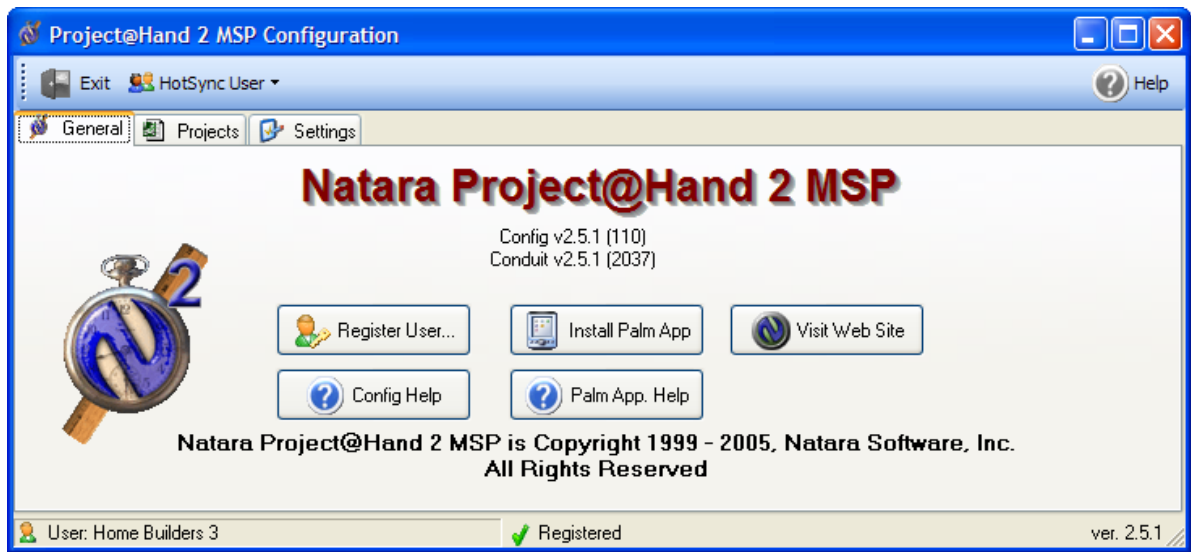 Project@Hand 2 MSP Configuration
Exit HotSync User Help
General Projects Settings
Natara Project@Hand 2 MSP
Config v2.5.1 (110)
Conduit v2.5.1 (2037)
2
N
Register User... Install Palm App Visit Web Site
Config Help Palm App. Help
Natara Project@Hand 2 MSP is Copyright 1999 - 2005, Natara Software, Inc.
All Rights Reserved
User: Home Builders 3 Registered ver. 2.5.1